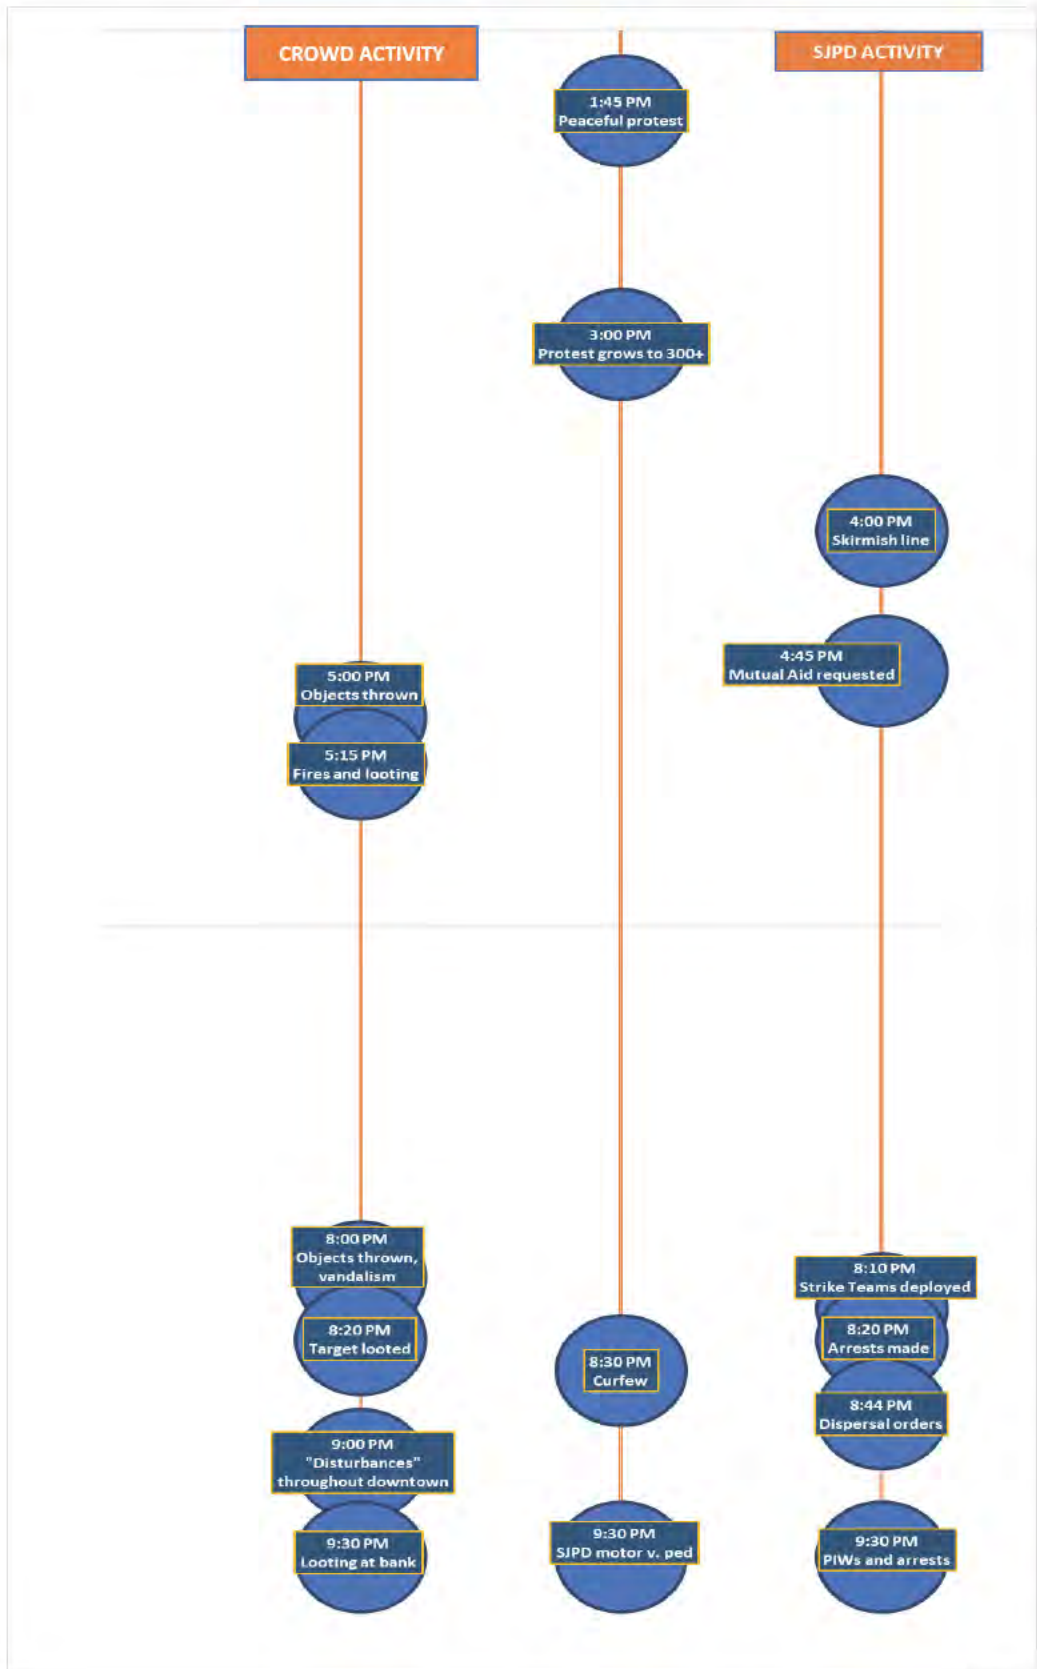 CROWD ACTIVITY
SJPD ACTIVITY
1:45 PM
Peaceful protest
3:00 PM
Protest grows to 300+
4:00 PM
Skirmish line
4:45 PM
Mutual Aid requested
5:00 PM
Objects thrown
5:15 PM
Fires and looting
8:00 PM
Objects thrown,
vandalism
8:10 PM
Strike Teams deployed
8:20 PM
Target looted
8:20 PM
Arrests made
8:30 PM
Curfew
8:44 PM
Dispersal orders
9:00 PM
"Disturbances"
throughout downtown
9:30 PM
Looting at bank
9:30 PM
SJPD motor v. ped
9:30 PM
PIWs and arrests